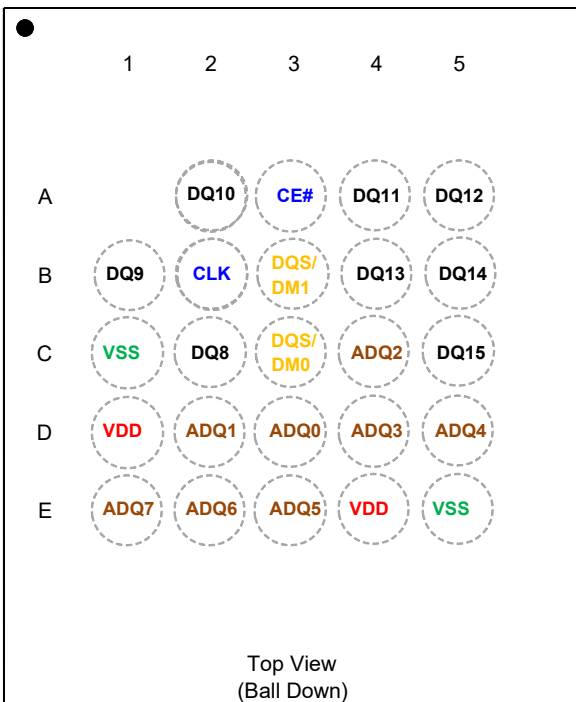 1 2 3 4 5
A DQ10 CE# DQ11 DQ12
B DQ9 CLK DQS/ DM1 DQ13 DQ14
C VSS DQ8 DQS/ DM0 ADQ2 DQ15
D VDD ADQ1 ADQ0 ADQ3 ADQ4
E ADQ7 ADQ6 ADQ5 VDD VSS
Top View
(Ball Down)